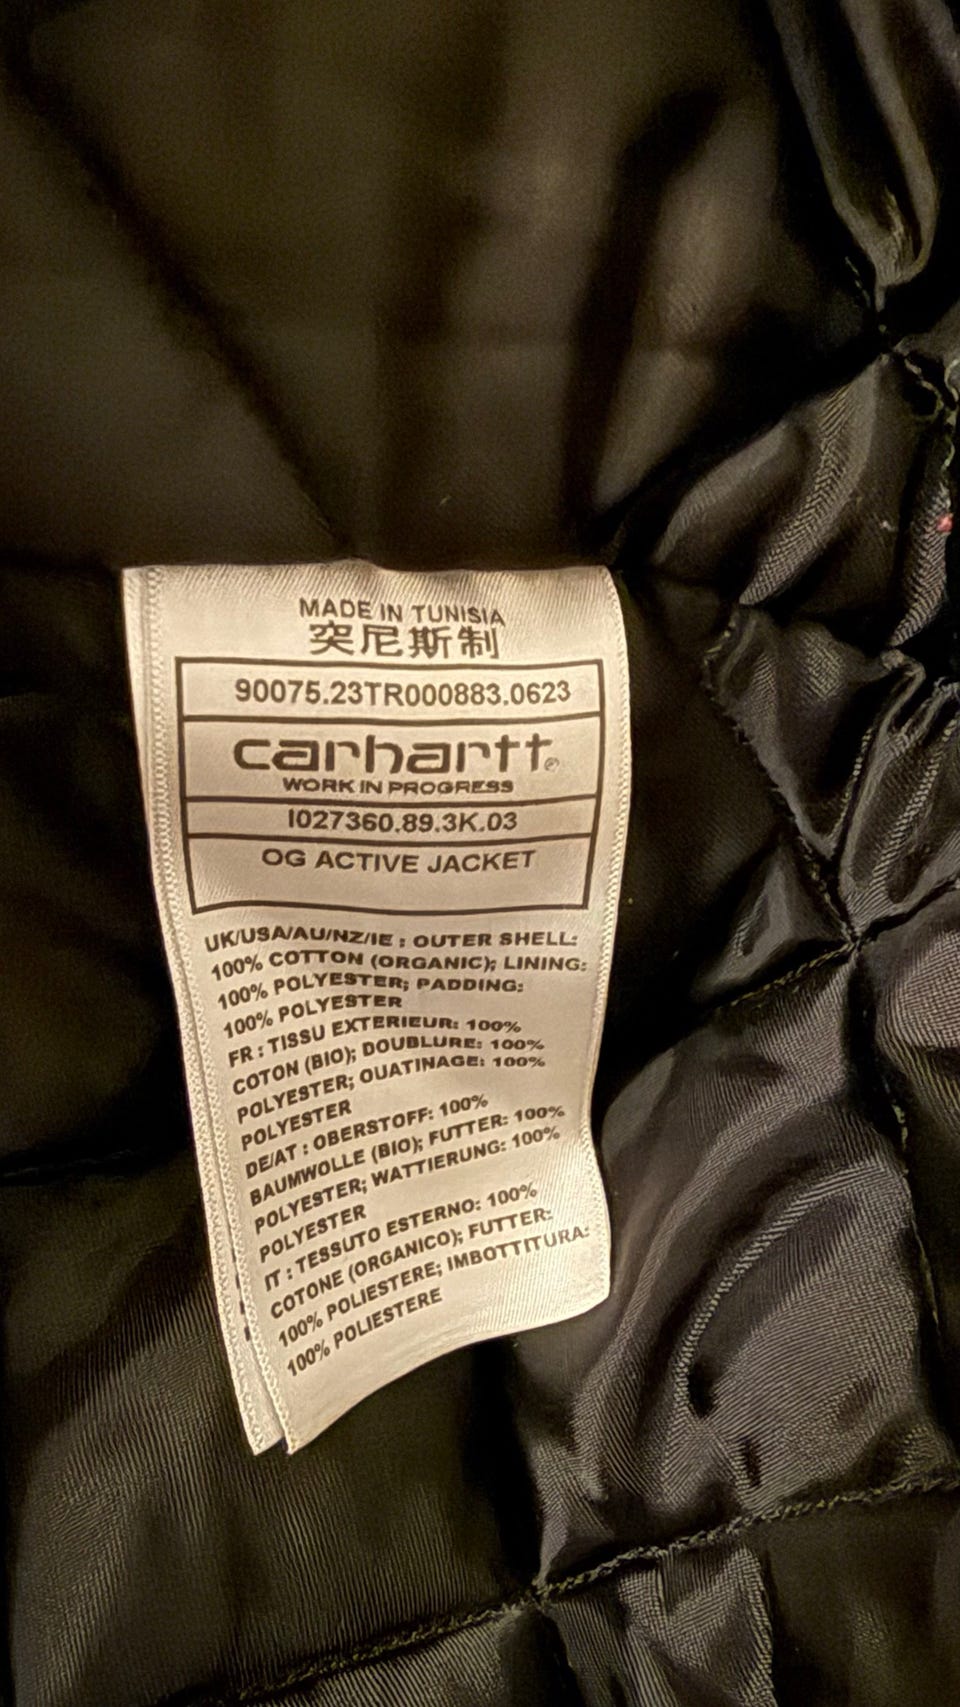 MADE IN TUNISIA
突尼斯制
90075.23TR000883.0623
carhartt®
WORK IN PROGRESS
I027360.89.3K.03
OG ACTIVE JACKET
UK/USA/AU/NZ/IE : OUTER SHELL:
100% COTTON (ORGANIC); LINING:
100% POLYESTER; PADDING:
100% POLYESTER
FR : TISSU EXTERIEUR: 100%
COTON (BIO); DOUBLURE: 100%
POLYESTER; OUATINAGE: 100%
POLYESTER
DE/AT : OBERSTOFF: 100%
BAUMWOLLE (BIO); FUTTER: 100%
POLYESTER; WATTIERUNG: 100%
POLYESTER
IT : TESSUTO ESTERNO: 100%
COTONE (ORGANICO); FUTTER:
100% POLIESTERE; IMBOTTITURA:
100% POLIESTERE